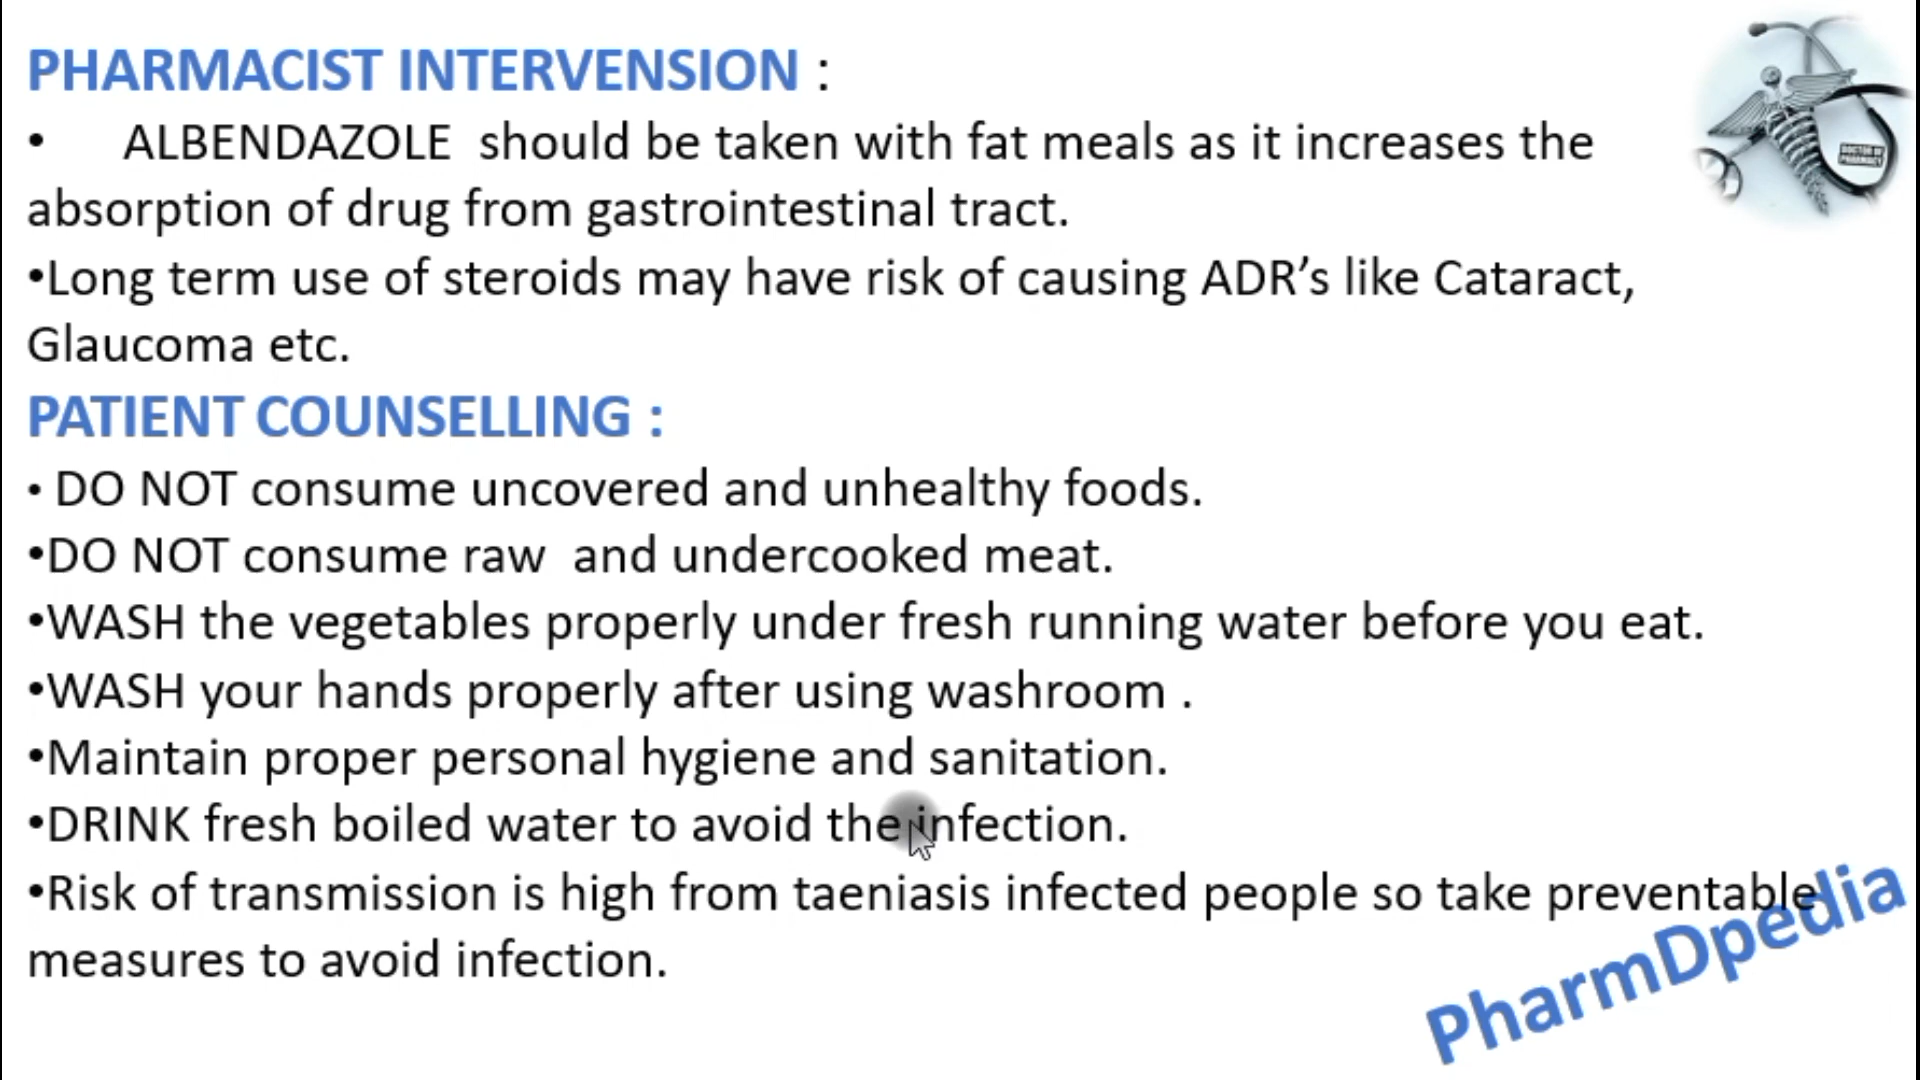 PHARMACIST INTERVENSION :
• ALBENDAZOLE should be taken with fat meals as it increases the
absorption of drug from gastrointestinal tract.
•Long term use of steroids may have risk of causing ADR’s like Cataract,
Glaucoma etc.
PATIENT COUNSELLING :
• DO NOT consume uncovered and unhealthy foods.
•DO NOT consume raw and undercooked meat.
•WASH the vegetables properly under fresh running water before you eat.
•WASH your hands properly after using washroom .
•Maintain proper personal hygiene and sanitation.
•DRINK fresh boiled water to avoid the infection.
•Risk of transmission is high from taeniasis infected people so take preventable
measures to avoid infection.
PharmDpedia
DOCTOR OF
PHARMACY